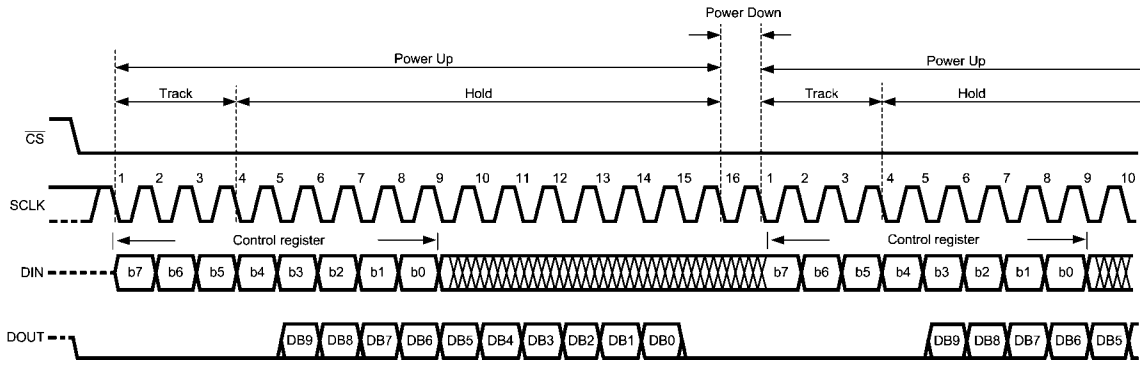 Power Down
Power Up Power Up
Track Hold Track Hold
CS
1 2 3 4 5 6 7 8 9 10 11 12 13 14 15 16 1 2 3 4 5 6 7 8 9 10
SCLK
Control register Control register
DIN b7 b6 b5 b4 b3 b2 b1 b0 b7 b6 b5 b4 b3 b2 b1 b0
DOUT DB9 DB8 DB7 DB6 DB5 DB4 DB3 DB2 DB1 DB0 DB9 DB8 DB7 DB6 DB5